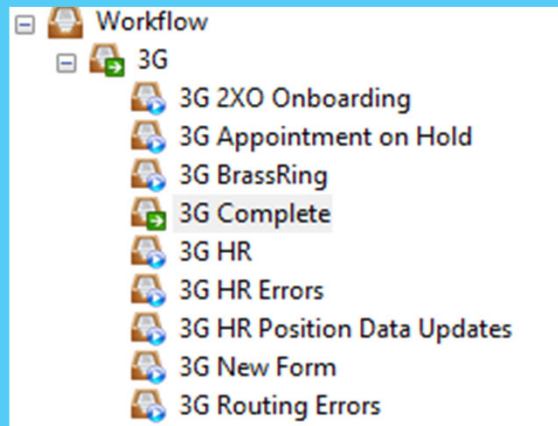 Workflow
3G
3G 2XO Onboarding
3G Appointment on Hold
3G BrassRing
3G Complete
3G HR
3G HR Errors
3G HR Position Data Updates
3G New Form
3G Routing Errors